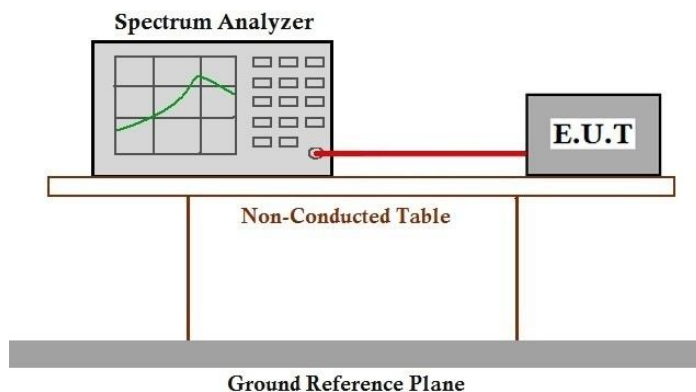 Spectrum Analyzer
E.U.T
Non-Conducted Table
Ground Reference Plane